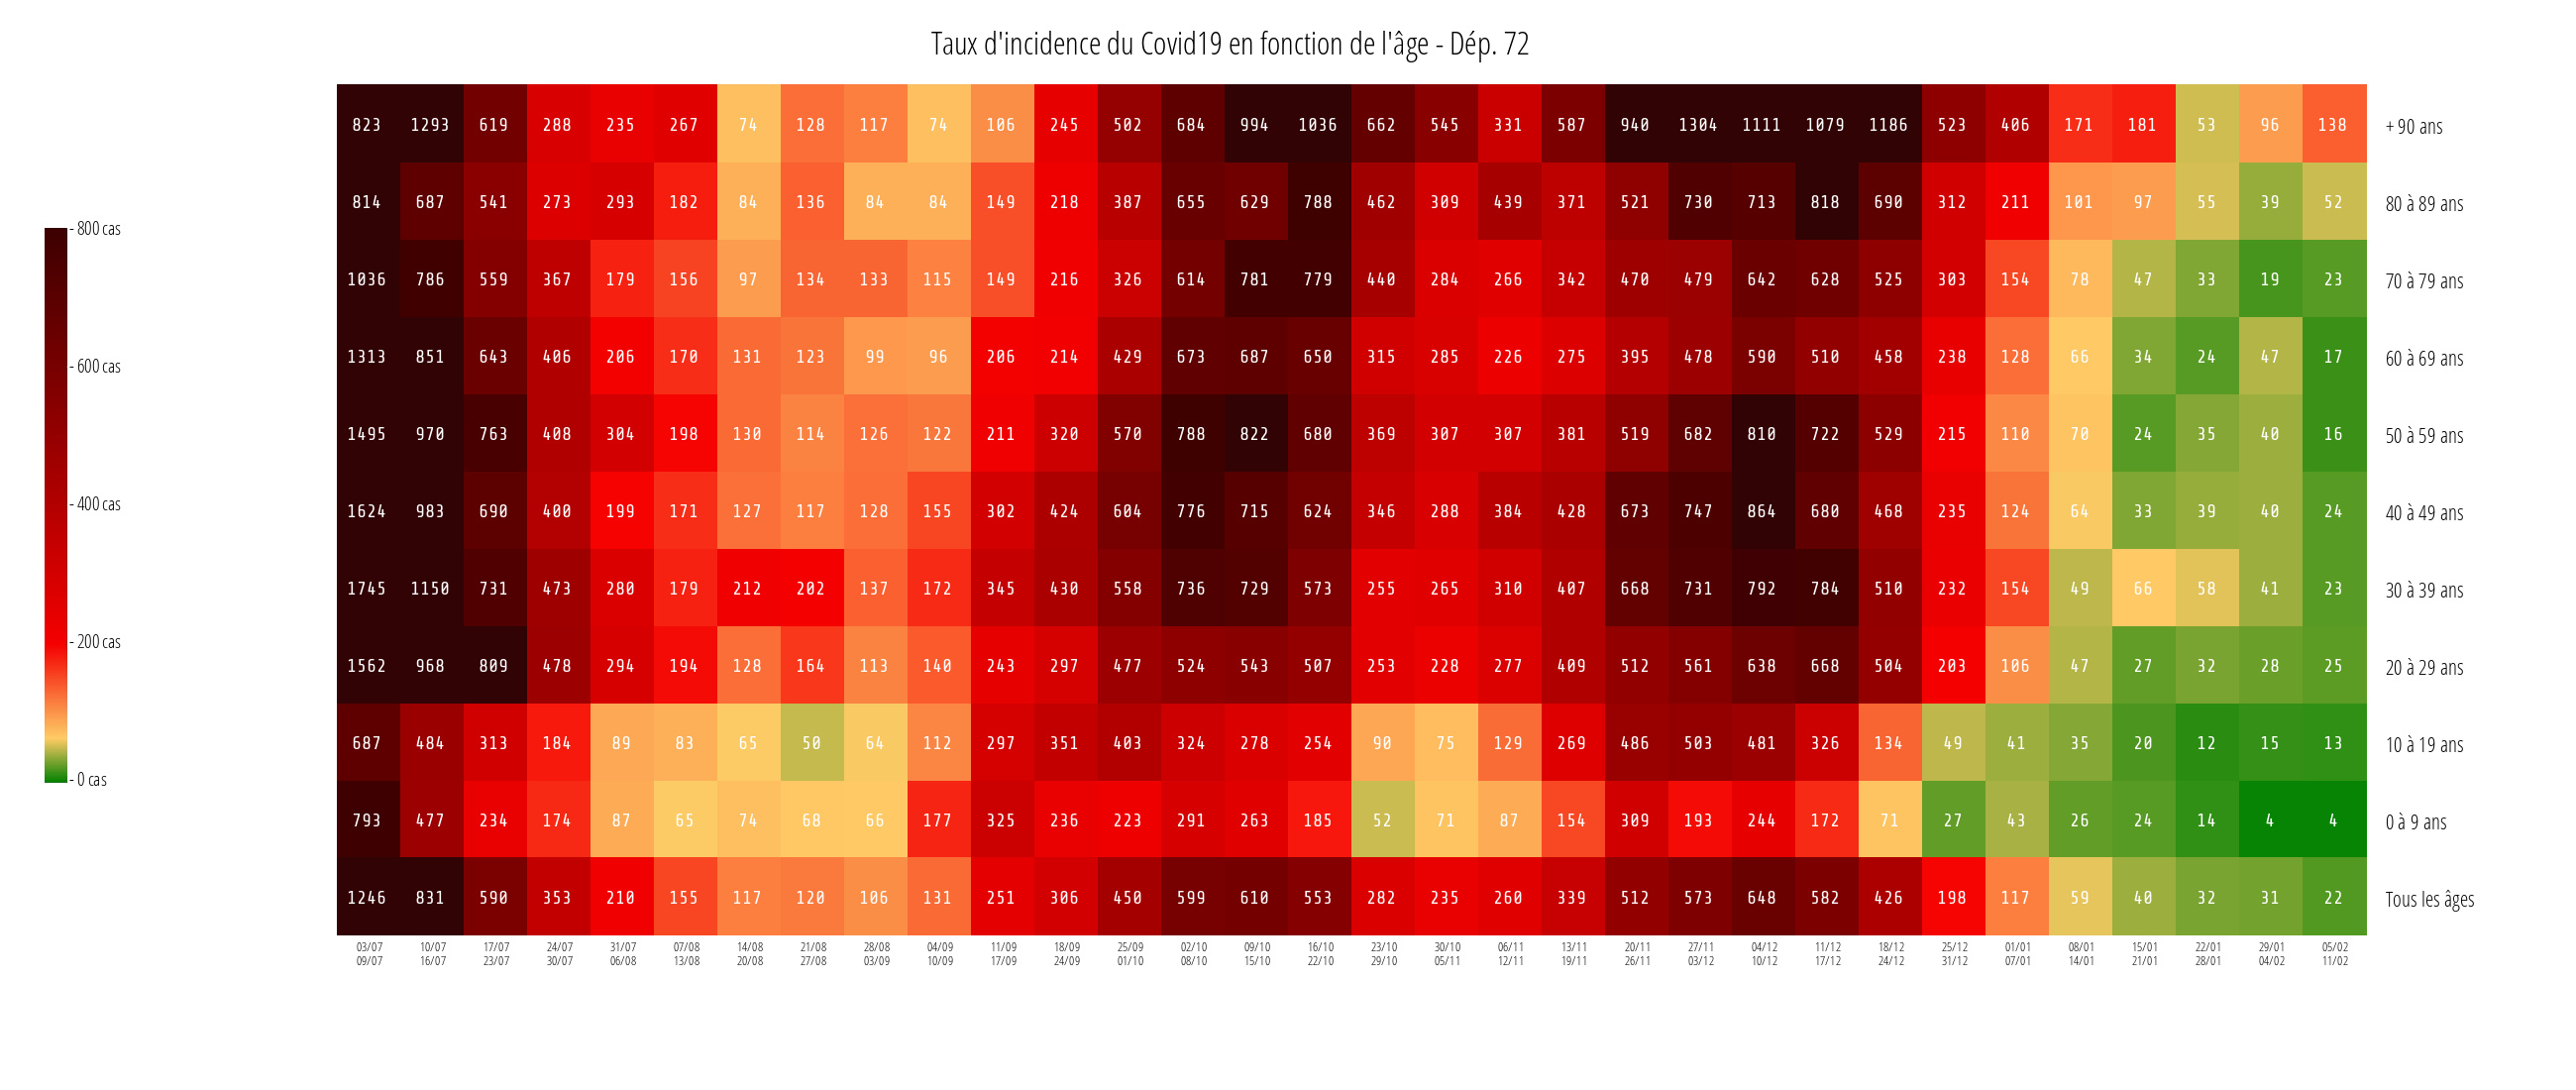 Taux d'incidence du Covid19 en fonction de l'âge - Dép. 72
- 800 cas
- 600 cas
- 400 cas
- 200 cas
- 0 cas
823 1293 619 288 235 267 74 128 117 74 106 245 502 684 994 1036 662 545 331 587 940 1304 1111 1079 1186 523 406 171 181 53 96 138 + 90 ans
814 687 541 273 293 182 84 136 84 84 149 218 387 655 629 788 462 309 439 371 521 730 713 818 690 312 211 101 97 55 39 52 80 à 89 ans
1036 786 559 367 179 156 97 134 133 115 149 216 326 614 781 779 440 284 266 342 470 479 642 628 525 303 154 78 47 33 19 23 70 à 79 ans
1313 851 643 406 206 170 131 123 99 96 206 214 429 673 687 650 315 285 226 275 395 478 590 510 458 238 128 66 34 24 47 17 60 à 69 ans
1495 970 763 408 304 198 130 114 126 122 211 320 570 788 822 680 369 307 307 381 519 682 810 722 529 215 110 70 24 35 40 16 50 à 59 ans
1624 983 690 400 199 171 127 117 128 155 302 424 604 776 715 624 346 288 384 428 673 747 864 680 468 235 124 64 33 39 40 24 40 à 49 ans
1745 1150 731 473 280 179 212 202 137 172 345 430 558 736 729 573 255 265 310 407 668 731 792 784 510 232 154 49 66 58 41 23 30 à 39 ans
1562 968 809 478 294 194 128 164 113 140 243 297 477 524 543 507 253 228 277 409 512 561 638 668 504 203 106 47 27 32 28 25 20 à 29 ans
687 484 313 184 89 83 65 50 64 112 297 351 403 324 278 254 90 75 129 269 486 503 481 326 134 49 41 35 20 12 15 13 10 à 19 ans
793 477 234 174 87 65 74 68 66 177 325 236 223 291 263 185 52 71 87 154 309 193 244 172 71 27 43 26 24 14 4 4 0 à 9 ans
1246 831 590 353 210 155 117 120 106 131 251 306 450 599 610 553 282 235 260 339 512 573 648 582 426 198 117 59 40 32 31 22 Tous les âges
03/07 10/07 17/07 24/07 31/07 07/08 14/08 21/08 28/08 04/09 11/09 18/09 25/09 02/10 09/10 16/10 23/10 30/10 06/11 13/11 20/11 27/11 04/12 11/12 18/12 25/12 01/01 08/01 15/01 22/01 29/01 05/02
09/07 16/07 23/07 30/07 06/08 13/08 20/08 27/08 03/09 10/09 17/09 24/09 01/10 08/10 15/10 22/10 29/10 05/11 12/11 19/11 26/11 03/12 10/12 17/12 24/12 31/12 07/01 14/01 21/01 28/01 04/02 11/02